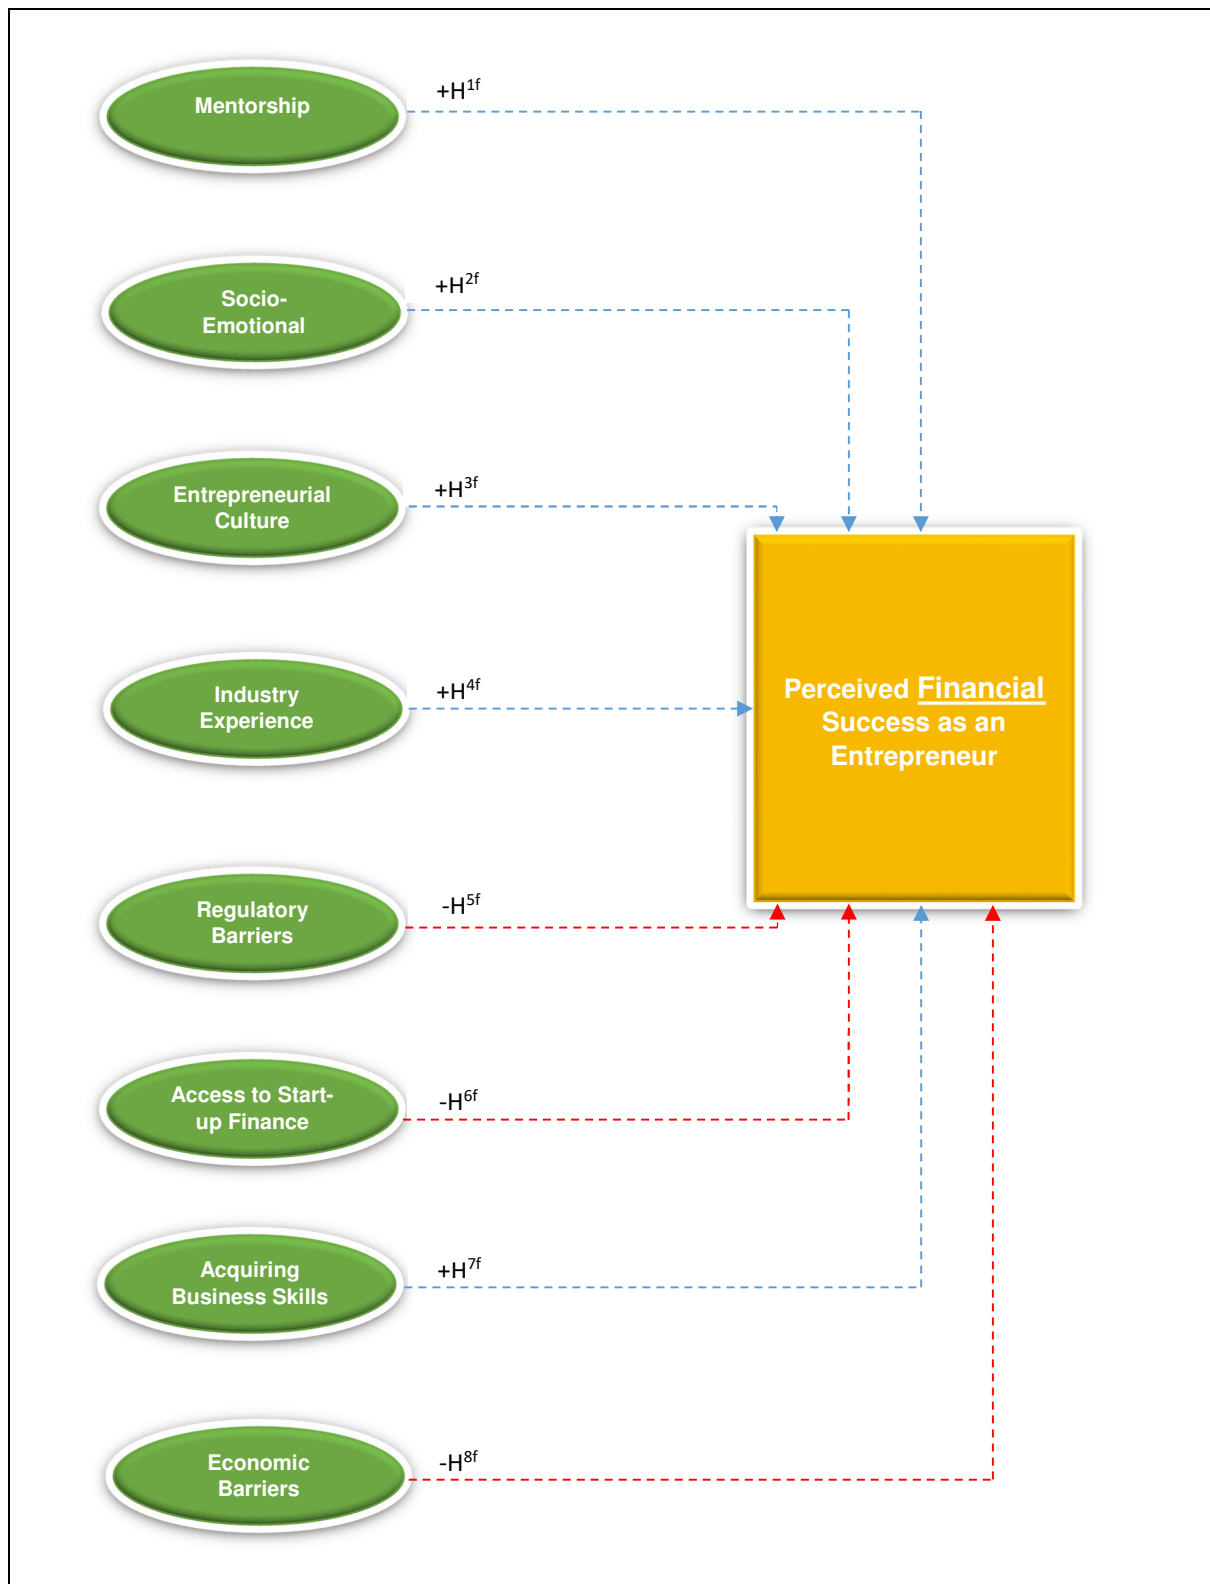 Mentorship
+H1f
Socio-
Emotional
+H2f
Entrepreneurial
Culture
+H3f
Industry
Experience
+H4f
Perceived Financial
Success as an
Entrepreneur
Regulatory
Barriers
-H5f
Access to Start-
up Finance
-H6f
Acquiring
Business Skills
+H7f
Economic
Barriers
-H8f